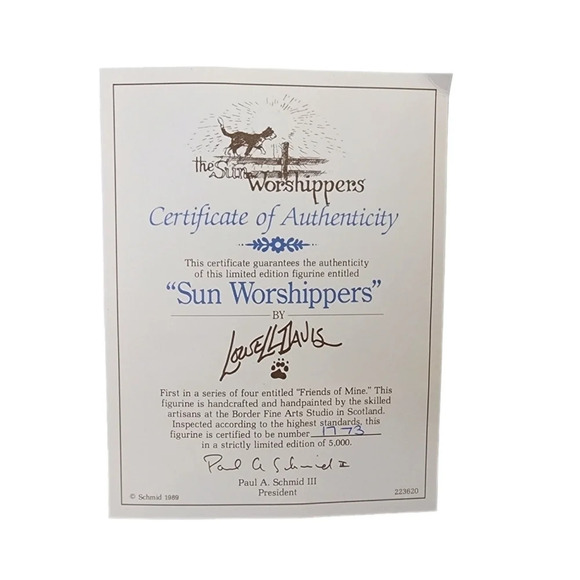 the Sun Worshippers
Certificate of Authenticity
This certificate guarantees the authenticity
of this limited edition figurine entitled
“Sun Worshippers”
BY
Lowell Davis
First in a series of four entitled “Friends of Mine.” This
figurine is handcrafted and handpainted by the skilled
artisans at the Border Fine Arts Studio in Scotland.
Inspected according to the highest standards, this
figurine is certified to be number 1773
in a strictly limited edition of 5,000.
Paul A Schmid III
Paul A. Schmid III
President
© Schmid 1989
223620